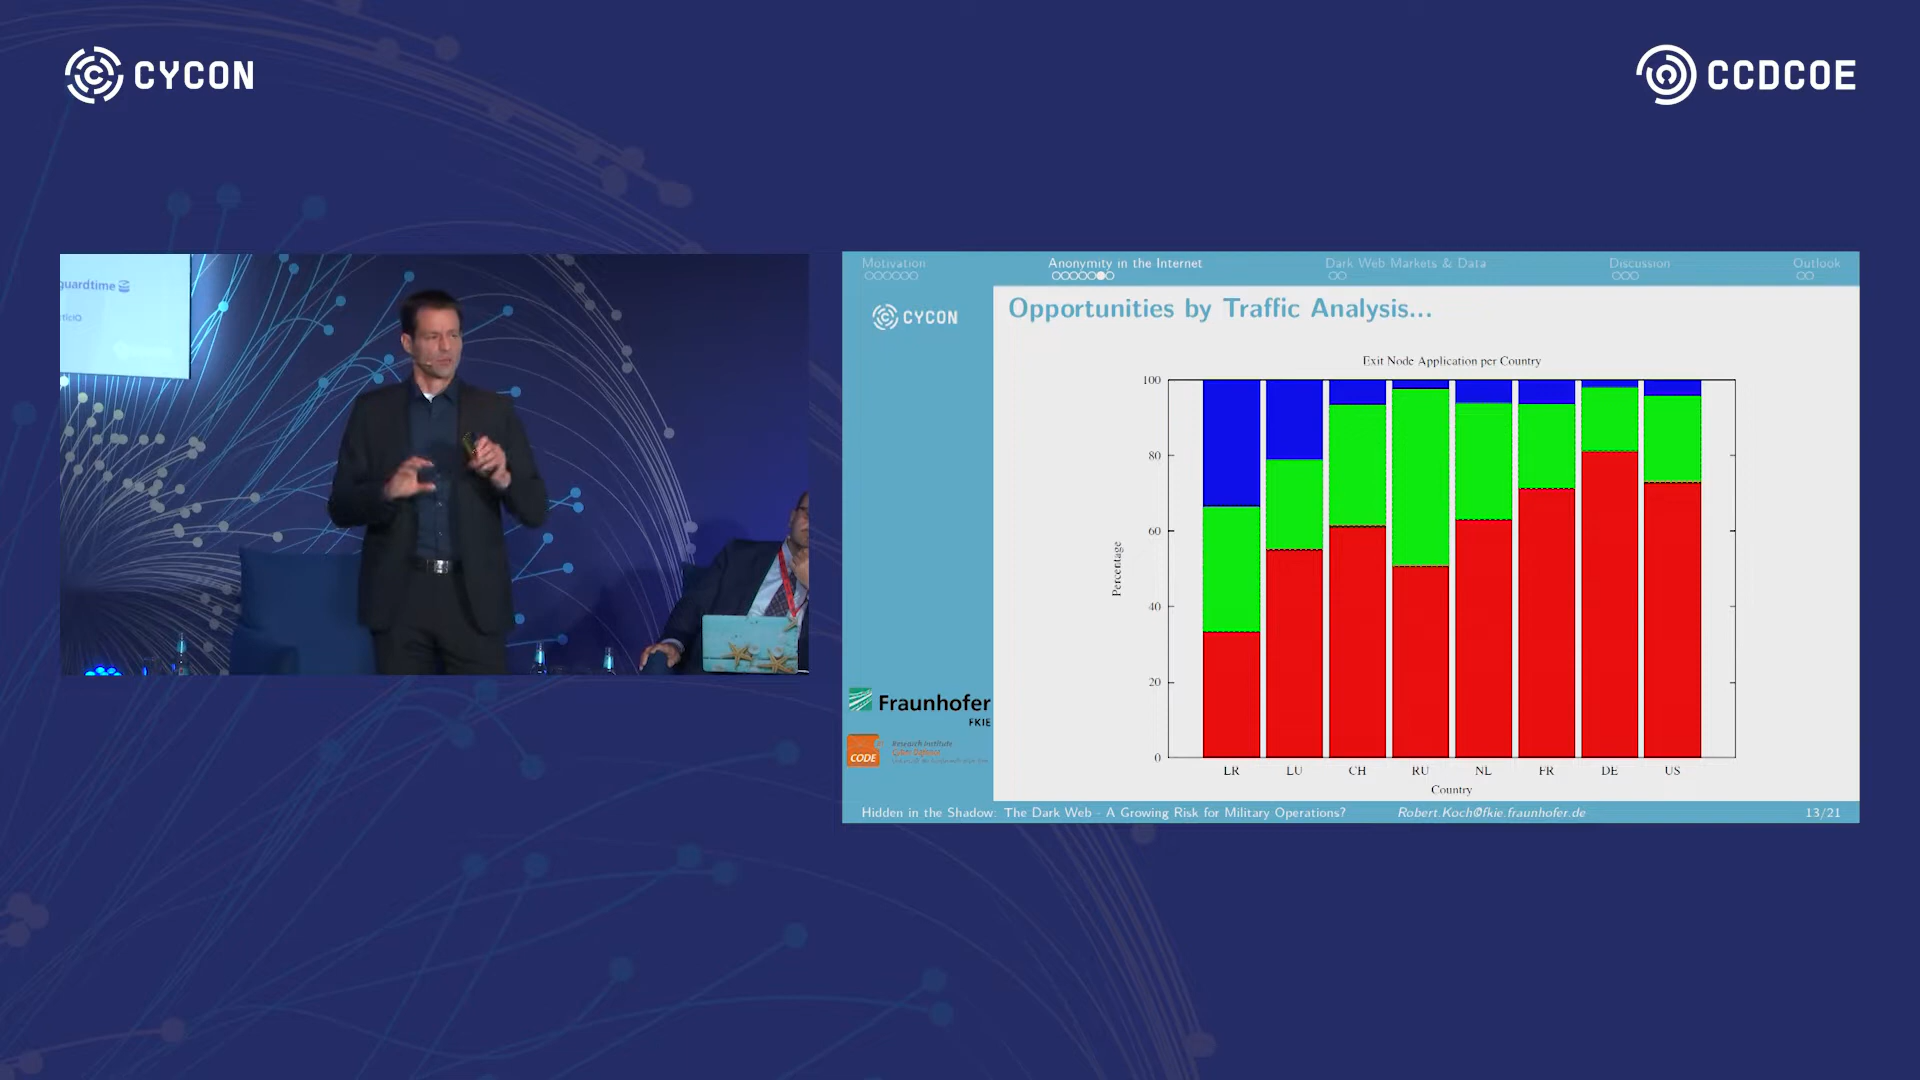 CYCON
CCDCOE
guardtime
Motivation
Anonymity in the Internet
Dark Web Markets & Data
Discussion
Outlook
CYCON
Opportunities by Traffic Analysis...
Exit Node Application per Country
100
80
60
40
20
0
Percentage
LR LU CH RU NL FR DE US
Country
Fraunhofer
FKIE
CODE
Research Institute
Hidden in the Shadow: The Dark Web - A Growing Risk for Military Operations?
Robert.Koch@fkie.fraunhofer.de
13/21